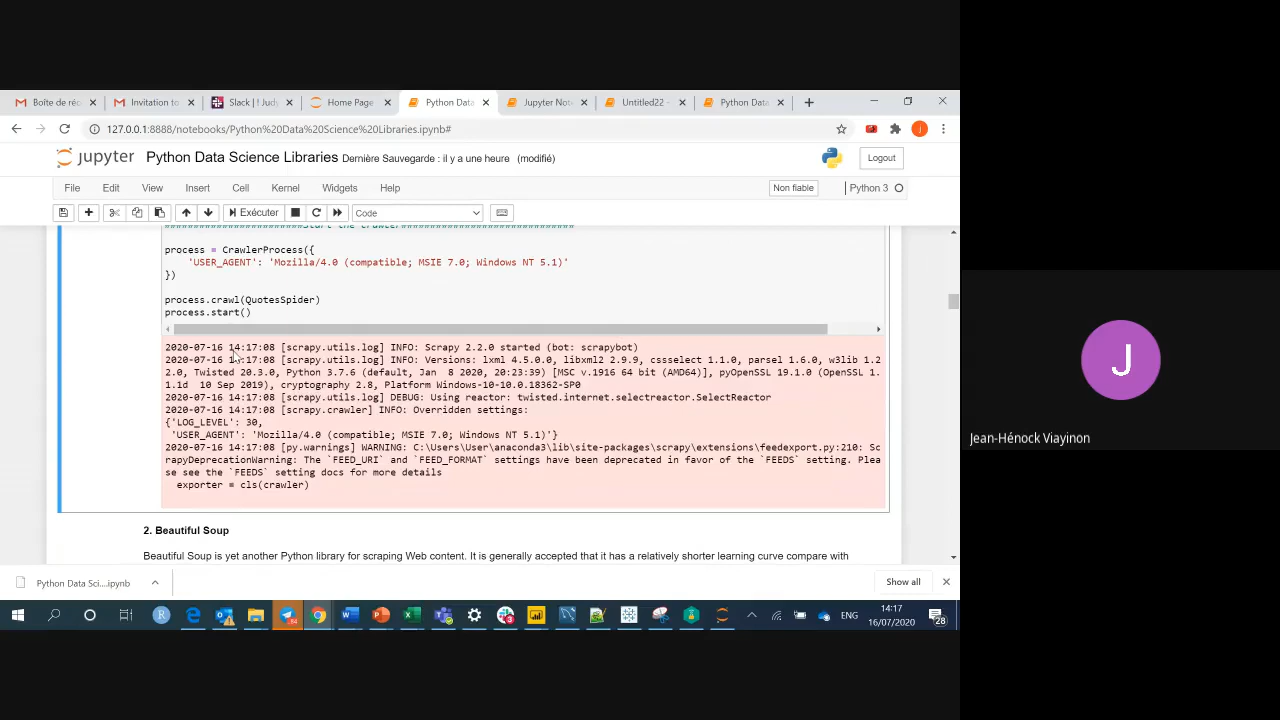 Boîte de réc
Invitation to
Slack | ! Jud
Home Page
Python Data
Jupyter Not
Untitled22 -
Python Data
127.0.0.1:8888/notebooks/Python%20Data%20Science%20Libraries.ipynb#
jupyter Python Data Science Libraries Dernière Sauvegarde : il y a une heure (modifié)
Logout
File Edit View Insert Cell Kernel Widgets Help
Non fiable
Python 3
Exécuter
Code
process = CrawlerProcess({
'USER_AGENT': 'Mozilla/4.0 (compatible; MSIE 7.0; Windows NT 5.1)'
})
process.crawl(QuotesSpider)
process.start()
2020-07-16 14:17:08 [scrapy.utils.log] INFO: Scrapy 2.2.0 started (bot: scrapybot)
2020-07-16 14:17:08 [scrapy.utils.log] INFO: Versions: lxml 4.5.0.0, libxml2 2.9.9, cssselect 1.1.0, parsel 1.6.0, w3lib 1.2
2.0, Twisted 20.3.0, Python 3.7.6 (default, Jan 8 2020, 20:23:39) [MSC v.1916 64 bit (AMD64)], pyOpenSSL 19.1.0 (OpenSSL 1.
1.1d 10 Sep 2019), cryptography 2.8, Platform Windows-10-10.0.18362-SP0
2020-07-16 14:17:08 [scrapy.utils.log] DEBUG: Using reactor: twisted.internet.selectreactor.SelectReactor
2020-07-16 14:17:08 [scrapy.crawler] INFO: Overridden settings:
{'LOG_LEVEL': 30,
'USER_AGENT': 'Mozilla/4.0 (compatible; MSIE 7.0; Windows NT 5.1)'}
2020-07-16 14:17:08 [py.warnings] WARNING: C:\Users\User\anaconda3\lib\site-packages\scrapy\extensions\feedexport.py:210: Sc
rapyDeprecationWarning: The `FEED_URI` and `FEED_FORMAT` settings have been deprecated in favor of the `FEEDS` setting. Plea
se see the `FEEDS` setting docs for more details
exporter = cls(crawler)
2. Beautiful Soup
Beautiful Soup is yet another Python library for scraping Web content. It is generally accepted that it has a relatively shorter learning curve compare with
Python Data Sci....ipynb
Show all
ENG
14:17
16/07/2020
28
J
Jean-Hénock Viayinon